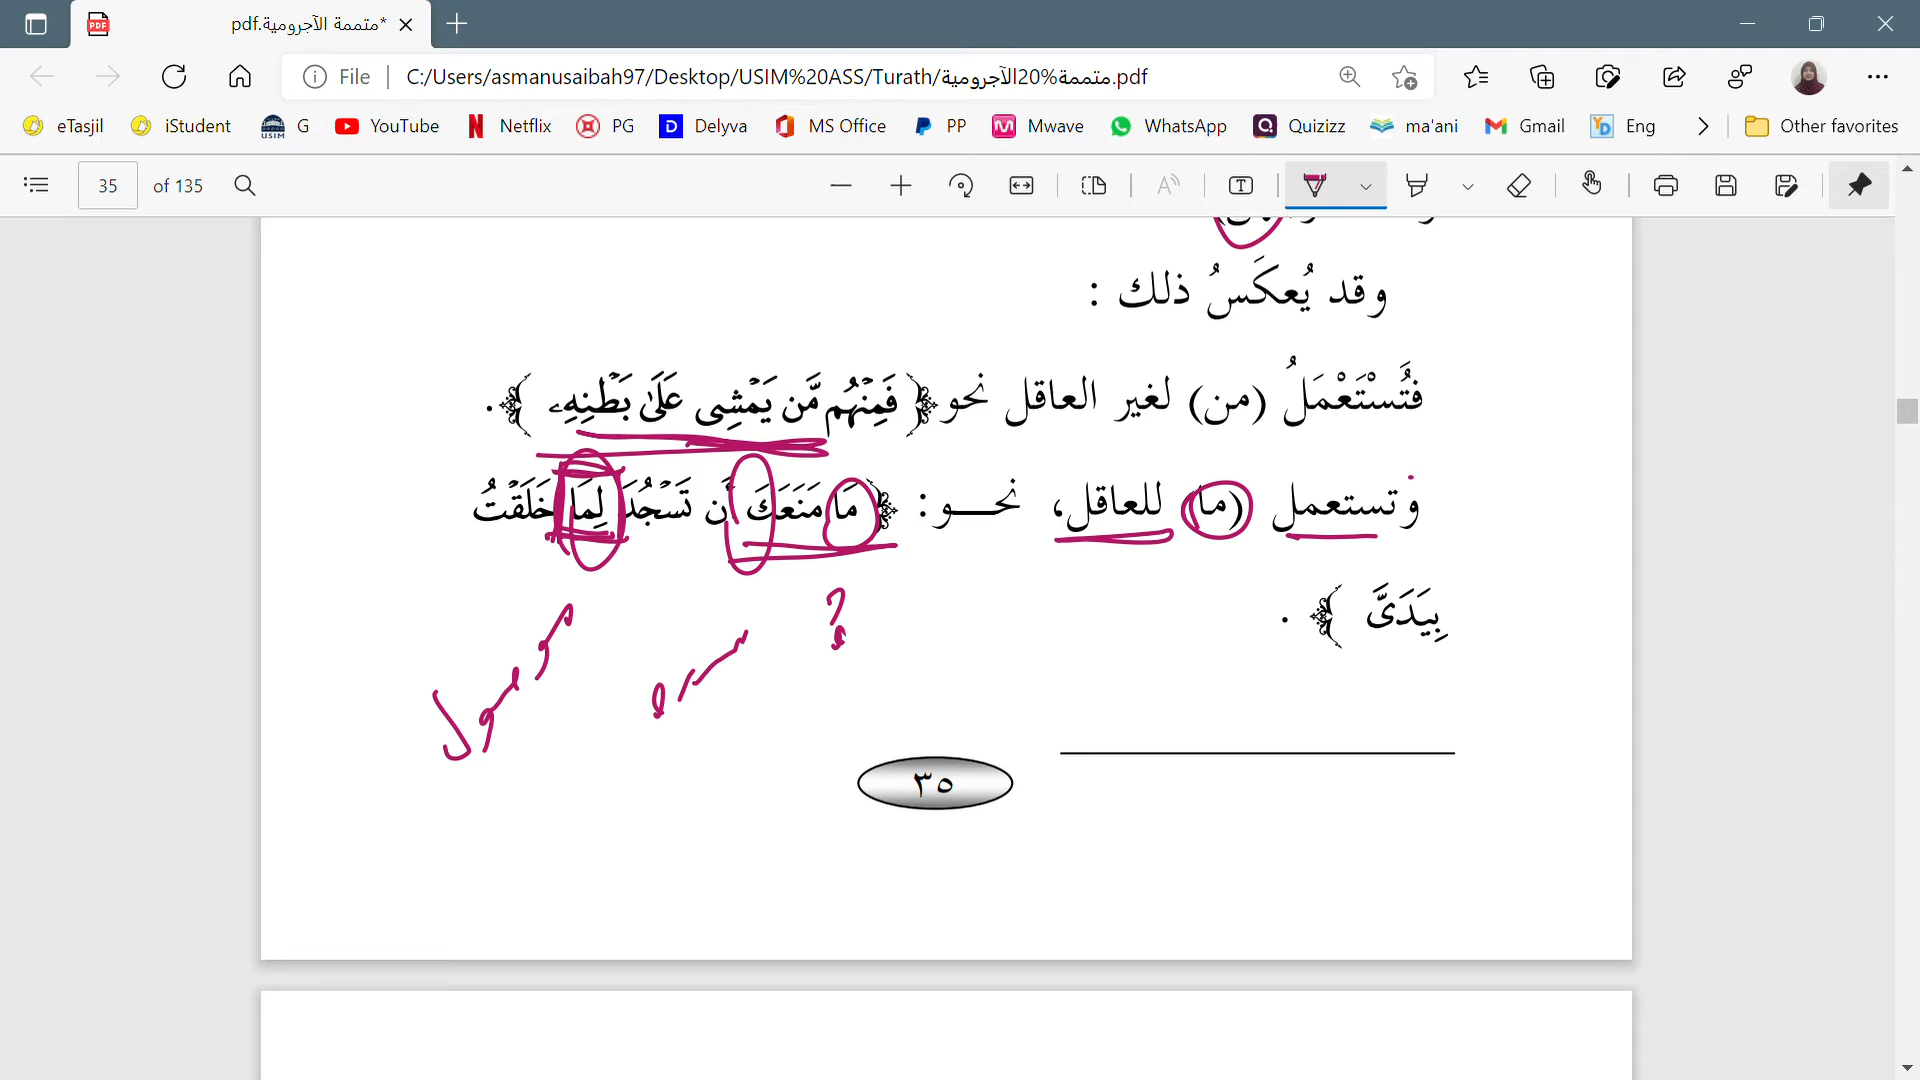 *متممة الآجرومية.pdf
File C:/Users/asmanusaibah97/Desktop/USIM%20ASS/Turath/متممة%20الآجرومية.pdf
eTasjil iStudent G YouTube Netflix PG Delyva MS Office PP Mwave WhatsApp Quizizz ma'ani Gmail Eng Other favorites
35 of 135
وقد يُعكَسُ ذلك :
فتُسْتَعْمَلُ (من) لغير العاقل نحو ﴿ فَمِنْهُم مَّن يَمْشِى عَلَىٰ بَطْنِهِۦ ﴾.
وتستعمل (ما) للعاقل، نحـــو : ﴿ مَا مَنَعَكَ أَن تَسْجُدَ لِمَا خَلَقْتُ
بِيَدَىَّ ﴾ .
?
٣٥